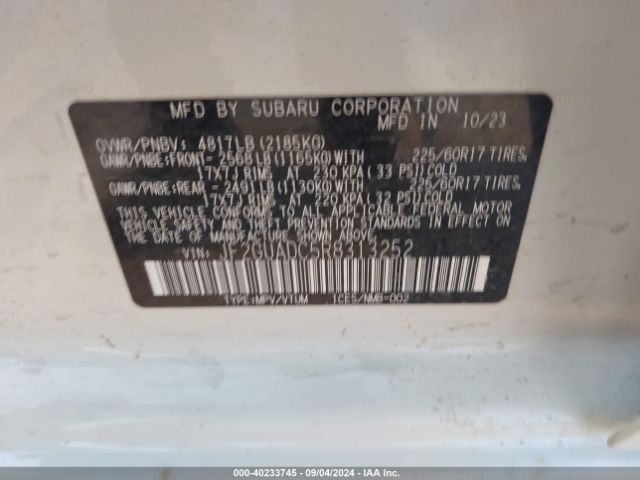 MFD BY SUBARU CORPORATION
MFD IN 10/23
GVWR/PNBV: 4817LB (2185KG)
GAWR/PNBE:FRONT- 2568LB (1165KG)WITH 225/60R17 TIRES,
17X7J RIMS AT 230 KPA (33 PSI)COLD
GAWR/PNBE:REAR - 2491LB(1130KG)WITH 225/60R17 TIRES,
17X7J RIMS AT 220 KPA (32 PSI)COLD
THIS VEHICLE CONFORMS TO ALL APPLICABLE FEDERAL MOTOR
VEHICLE SAFETY AND THEFT PREVENTION STANDARDS IN EFFECT
ON THE DATE OF MANUFACTURE SHOWN ABOVE.
VIN: JF2GUADC5R8313252
TYPE:MPV/VTUM ICES/NMB-002
000-40233745 - 09/04/2024 - IAA Inc.